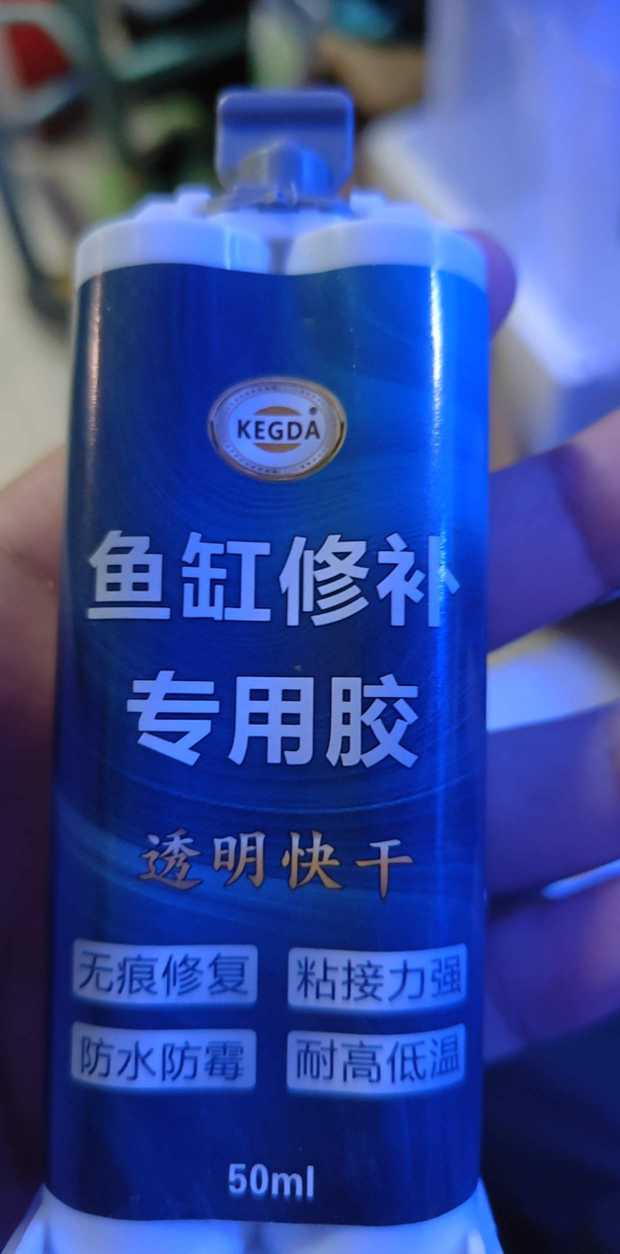 KEGDA®
鱼缸修补
专用胶
透明快干
无痕修复 粘接力强
防水防霉 耐高低温
50ml